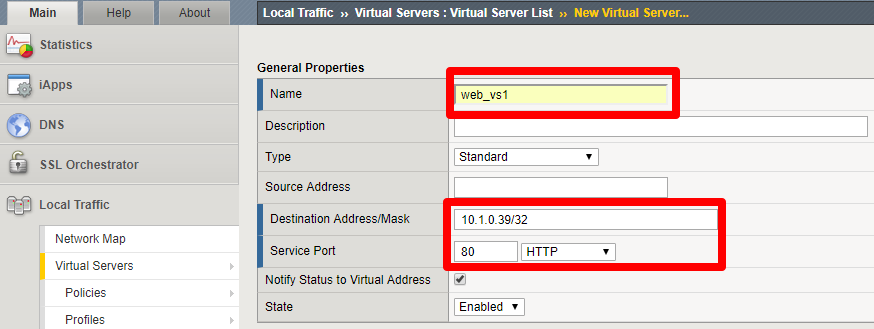 Main Help About
Local Traffic ›› Virtual Servers : Virtual Server List ›› New Virtual Server...
Statistics
iApps
DNS
SSL Orchestrator
Local Traffic
Network Map
Virtual Servers
Policies
Profiles
General Properties
Name web_vs1
Description
Type Standard
Source Address
Destination Address/Mask 10.1.0.39/32
Service Port 80 HTTP
Notify Status to Virtual Address
State Enabled